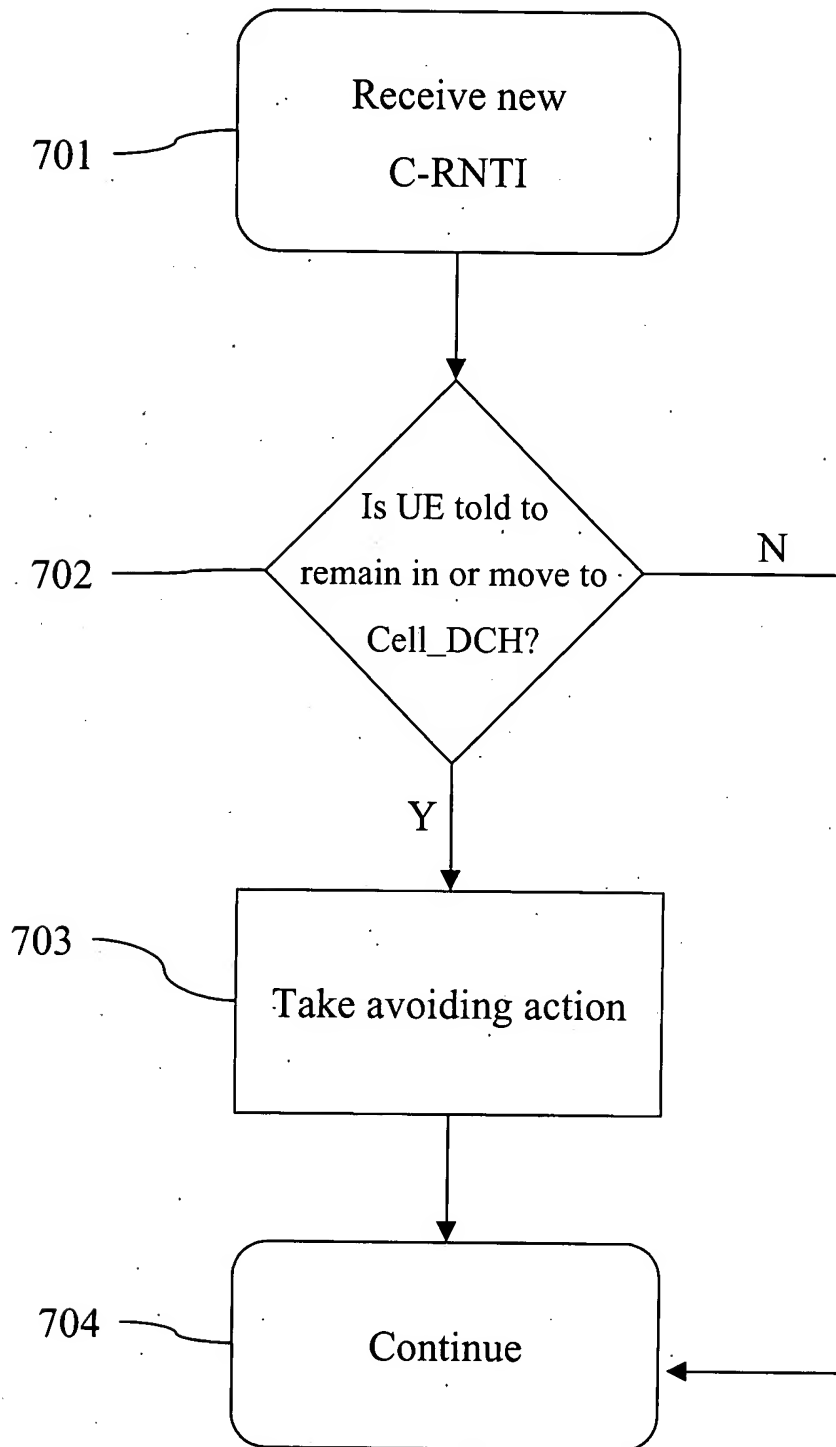 Receive new
C-RNTI
701
Is UE told to
remain in or move to
Cell_DCH?
702
N
Y
703
Take avoiding action
704
Continue